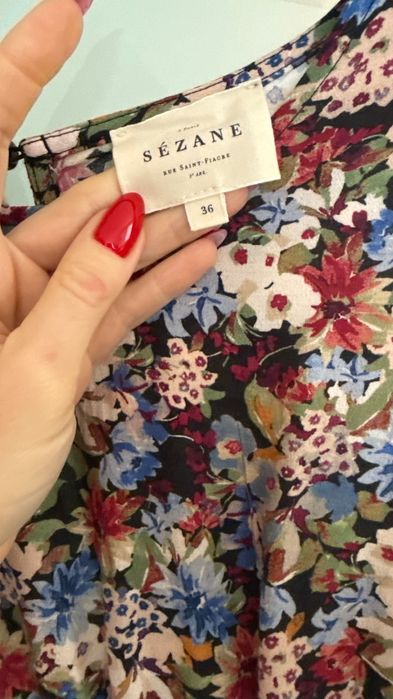 À PARIS
SÉZANE
RUE SAINT-FIACRE
2ᵉ ARR.
36